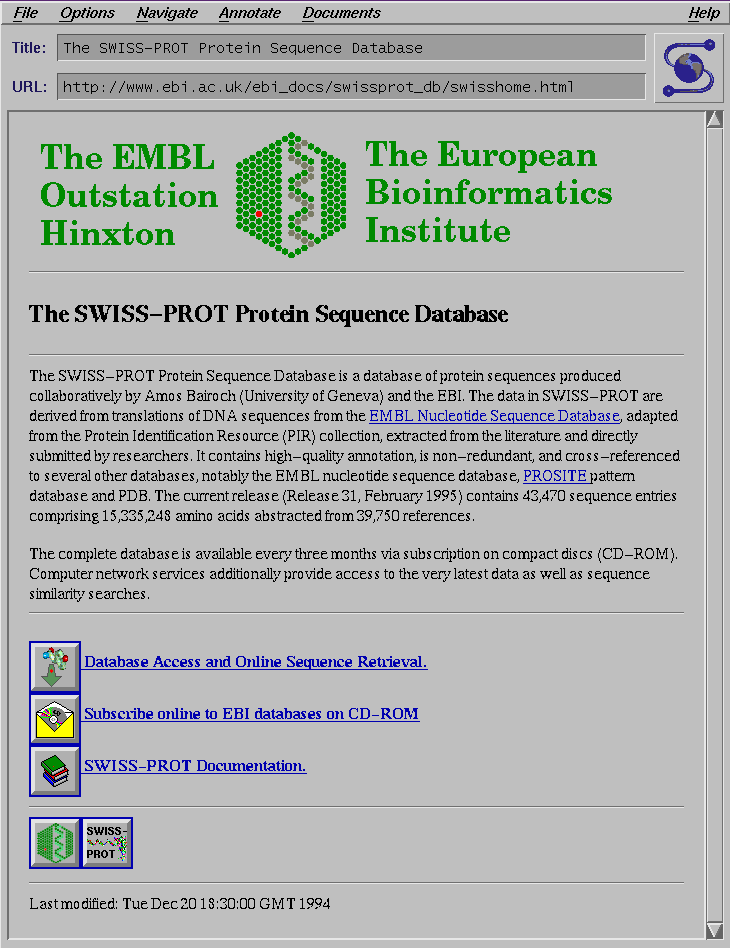 File Options Navigate Annotate Documents Help
Title: The SWISS-PROT Protein Sequence Database
URL: http://www.ebi.ac.uk/ebi_docs/swissprot_db/swisshome.html
The EMBL
Outstation
Hinxton
The European
Bioinformatics
Institute
The SWISS-PROT Protein Sequence Database
The SWISS-PROT Protein Sequence Database is a database of protein sequences produced
collaboratively by Amos Bairoch (University of Geneva) and the EBI. The data in SWISS-PROT are
derived from translations of DNA sequences from the EMBL Nucleotide Sequence Database, adapted
from the Protein Identification Resource (PIR) collection, extracted from the literature and directly
submitted by researchers. It contains high-quality annotation, is non-redundant, and cross-referenced
to several other databases, notably the EMBL nucleotide sequence database, PROSITE pattern
database and PDB. The current release (Release 31, February 1995) contains 43,470 sequence entries
comprising 15,335,248 amino acids abstracted from 39,750 references.
The complete database is available every three months via subscription on compact discs (CD-ROM).
Computer network services additionally provide access to the very latest data as well as sequence
similarity searches.
Database Access and Online Sequence Retrieval.
Subscribe online to EBI databases on CD-ROM
SWISS-PROT Documentation.
SWISS-
PROT
Last modified: Tue Dec 20 18:30:00 GMT 1994